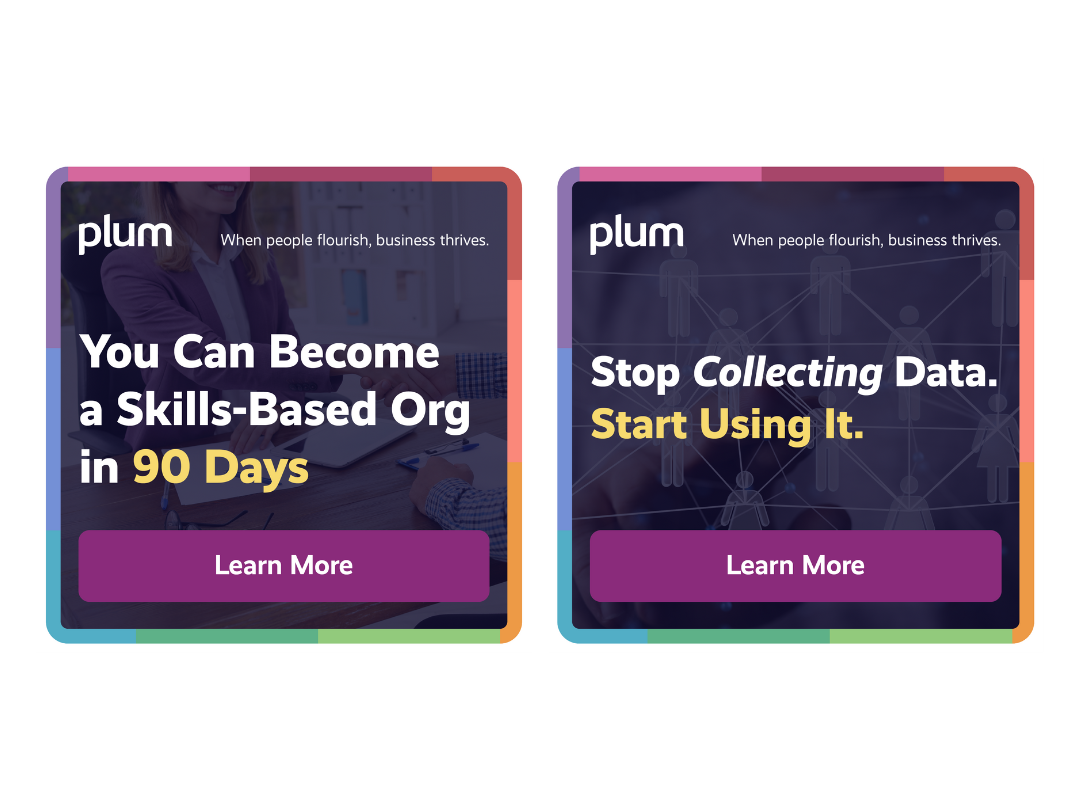 plum
When people flourish, business thrives.
You Can Become
a Skills-Based Org
in 90 Days
Learn More
plum
When people flourish, business thrives.
Stop Collecting Data.
Start Using It.
Learn More